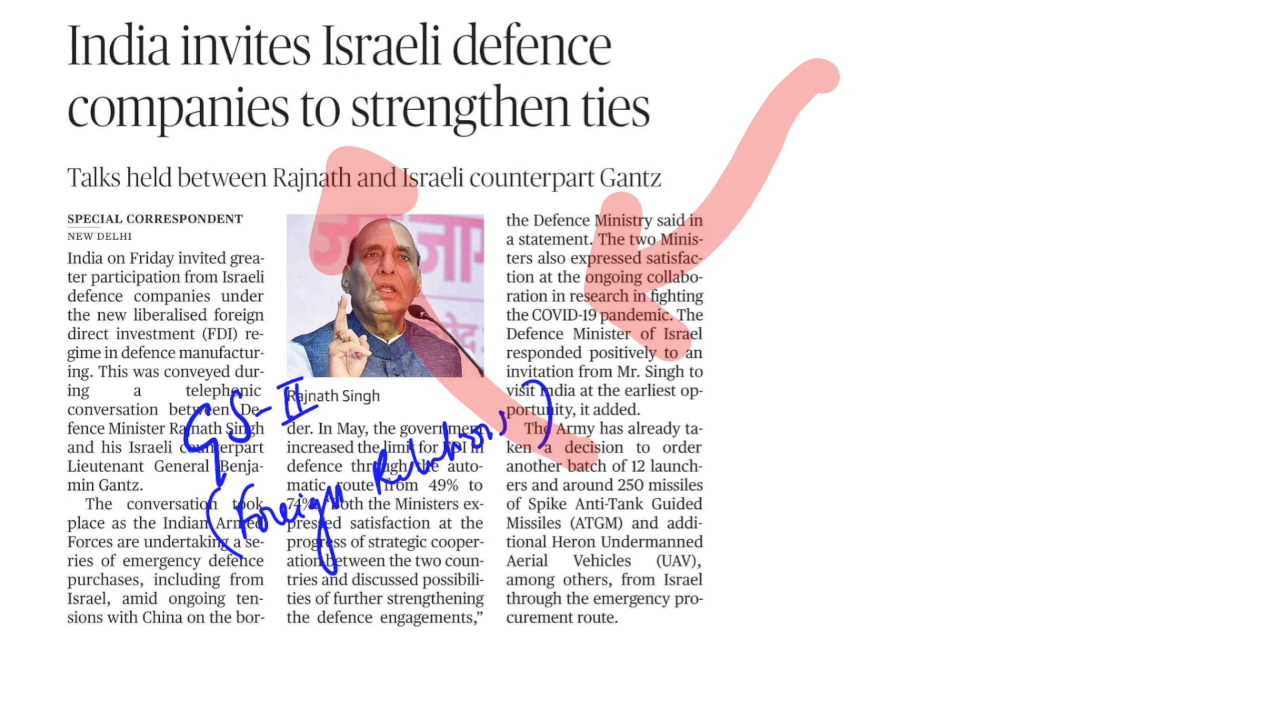 India invites Israeli defence
companies to strengthen ties
Talks held between Rajnath and Israeli counterpart Gantz
SPECIAL CORRESPONDENT
NEW DELHI
India on Friday invited grea-
ter participation from Israeli
defence companies under
the new liberalised foreign
direct investment (FDI) re-
gime in defence manufactur-
ing. This was conveyed dur-
ing a telephonic
conversation between De-
fence Minister Rajnath Singh
and his Israeli counterpart
Lieutenant General Benja-
min Gantz.
The conversation took
place as the Indian Armed
Forces are undertaking a se-
ries of emergency defence
purchases, including from
Israel, amid ongoing ten-
sions with China on the bor-
Rajnath Singh
der. In May, the government
increased the limit for FDI in
defence through the auto-
matic route from 49% to
74%. "Both the Ministers ex-
pressed satisfaction at the
progress of strategic cooper-
ation between the two coun-
tries and discussed possibili-
ties of further strengthening
the defence engagements,"
the Defence Ministry said in
a statement. The two Minis-
ters also expressed satisfac-
tion at the ongoing collabo-
ration in research in fighting
the COVID-19 pandemic. The
Defence Minister of Israel
responded positively to an
invitation from Mr. Singh to
visit India at the earliest op-
portunity, it added.
The Army has already ta-
ken a decision to order
another batch of 12 launch-
ers and around 250 missiles
of Spike Anti-Tank Guided
Missiles (ATGM) and addi-
tional Heron Undermanned
Aerial Vehicles (UAV),
among others, from Israel
through the emergency pro-
curement route.
GS-II
(Foreign Relations)